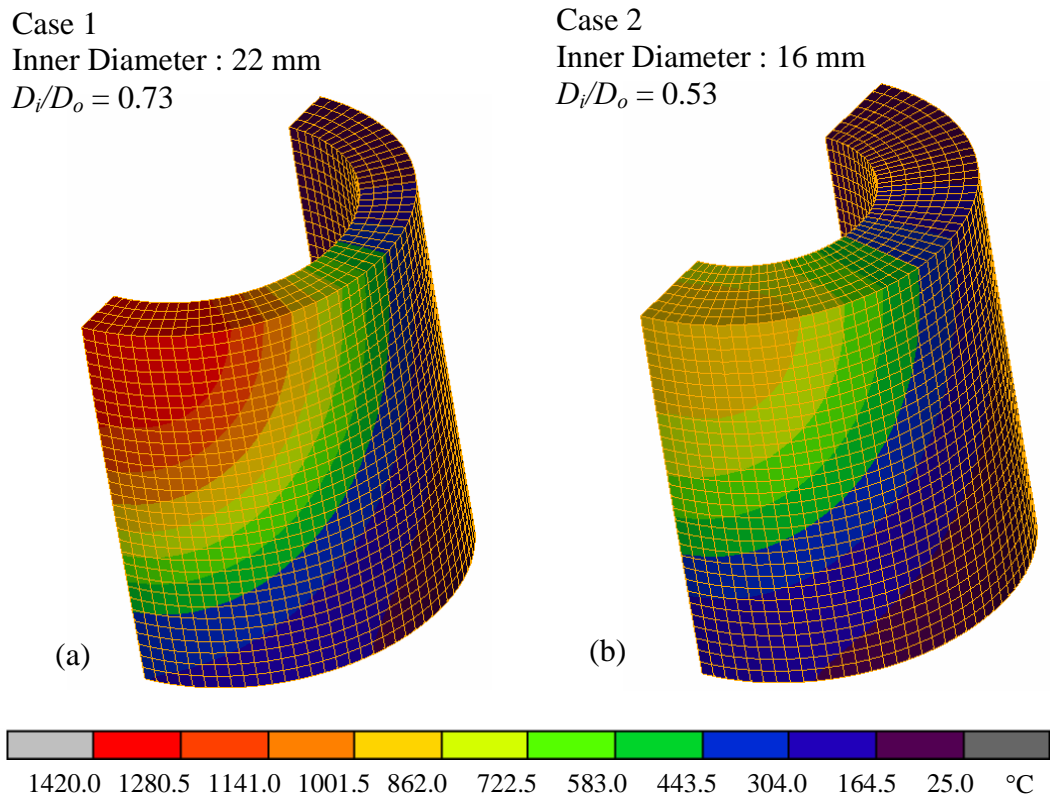 Case 1
Inner Diameter : 22 mm
Di/Do = 0.73
Case 2
Inner Diameter : 16 mm
Di/Do = 0.53
(a)
(b)
1420.0 1280.5 1141.0 1001.5 862.0 722.5 583.0 443.5 304.0 164.5 25.0 °C